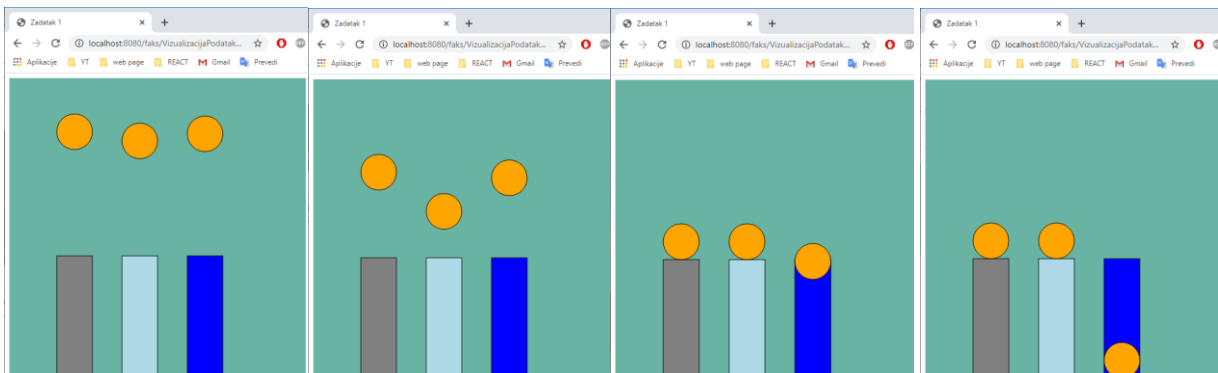 Zadatak 1
localhost:8080/faks/VizualizacijaPodatak...
Aplikacije YT web page REACT Gmail Prevedi
Zadatak 1
localhost:8080/faks/VizualizacijaPodatak...
Aplikacije YT web page REACT Gmail Prevedi
Zadatak 1
localhost:8080/faks/VizualizacijaPodatak...
Aplikacije YT web page REACT Gmail Prevedi
Zadatak 1
localhost:8080/faks/VizualizacijaPodatak...
Aplikacije YT web page REACT Gmail Prevedi